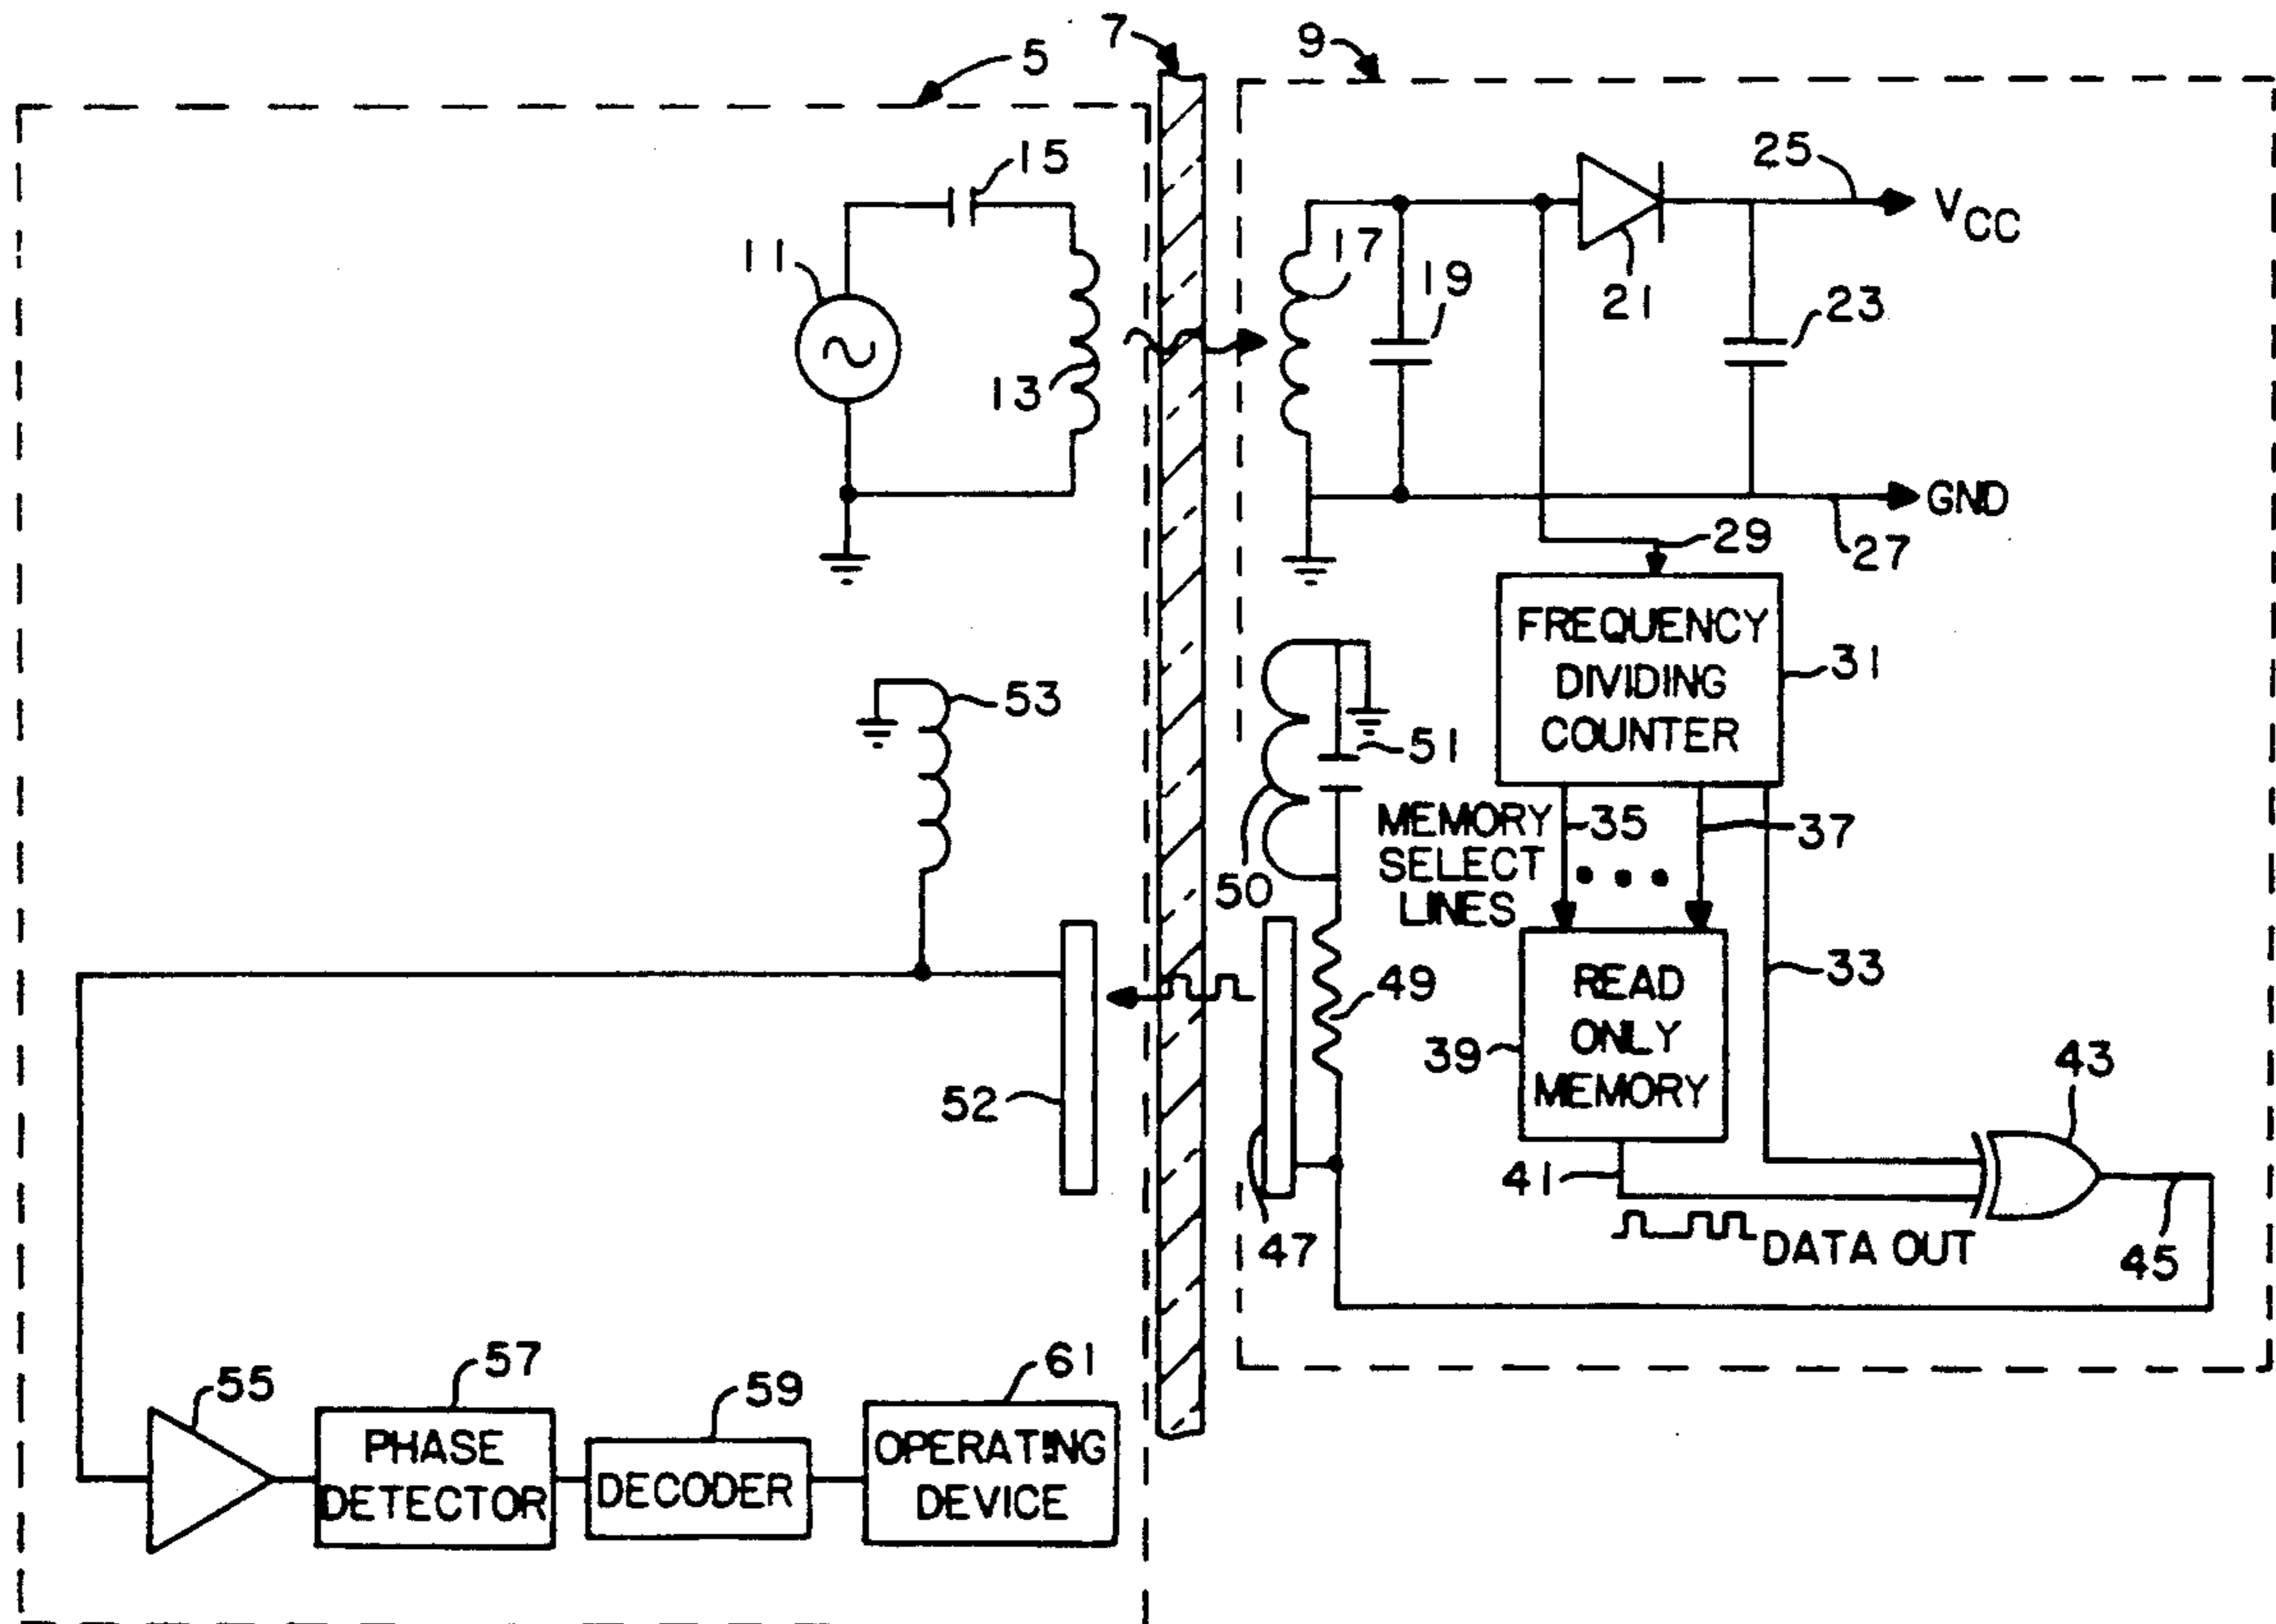 5
7
9
15
11
13
17
19
21
23
25
VCC
GND
27
29
FREQUENCY
DIVIDING
COUNTER
31
53
51
50
MEMORY
SELECT
LINES
35
37
33
READ
ONLY
MEMORY
39
49
52
43
41
47
DATA OUT
45
55
57
PHASE
DETECTOR
59
DECODER
61
OPERATING
DEVICE